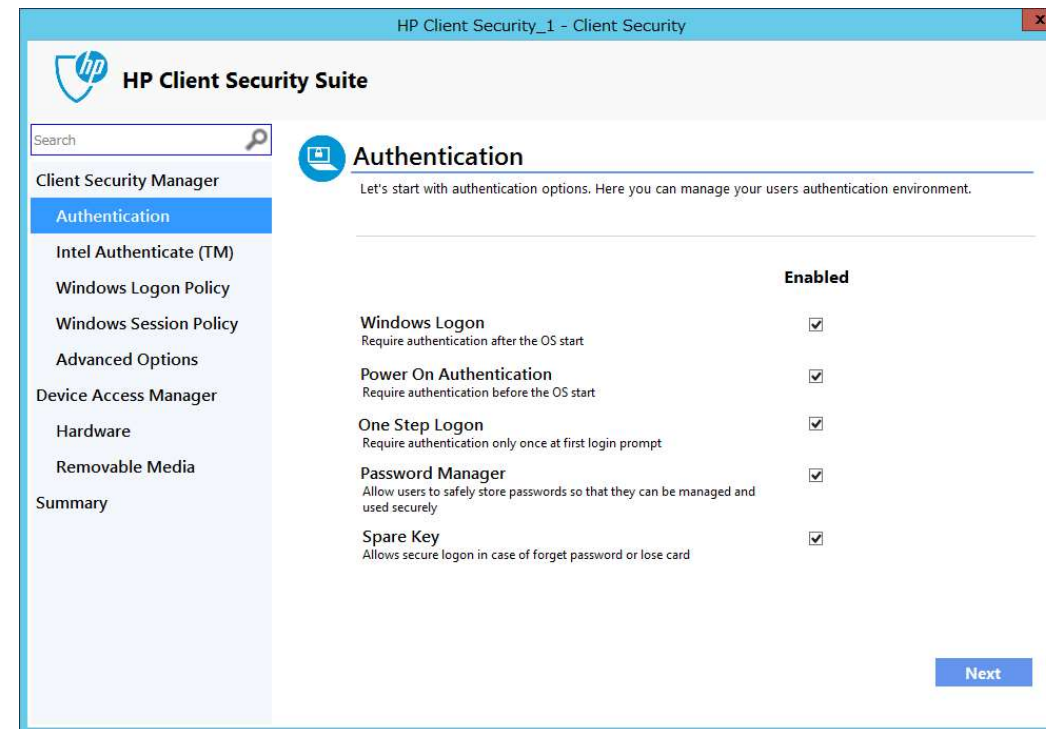 HP Client Security_1 - Client Security
x
hp
HP Client Security Suite
Search
Client Security Manager
Authentication
Intel Authenticate (TM)
Windows Logon Policy
Windows Session Policy
Advanced Options
Device Access Manager
Hardware
Removable Media
Summary
Authentication
Let's start with authentication options. Here you can manage your users authentication environment.
Enabled
Windows Logon
Require authentication after the OS start
Power On Authentication
Require authentication before the OS start
One Step Logon
Require authentication only once at first login prompt
Password Manager
Allow users to safely store passwords so that they can be managed and
used securely
Spare Key
Allows secure logon in case of forget password or lose card
Next